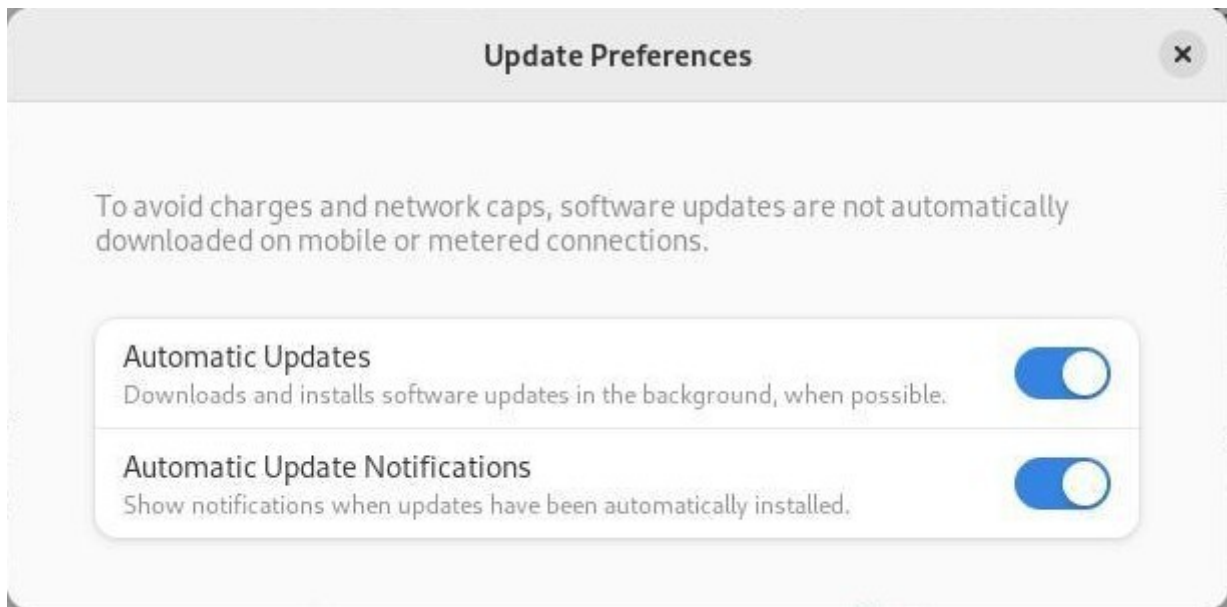 Update Preferences
To avoid charges and network caps, software updates are not automatically
downloaded on mobile or metered connections.
Automatic Updates
Downloads and installs software updates in the background, when possible.
Automatic Update Notifications
Show notifications when updates have been automatically installed.